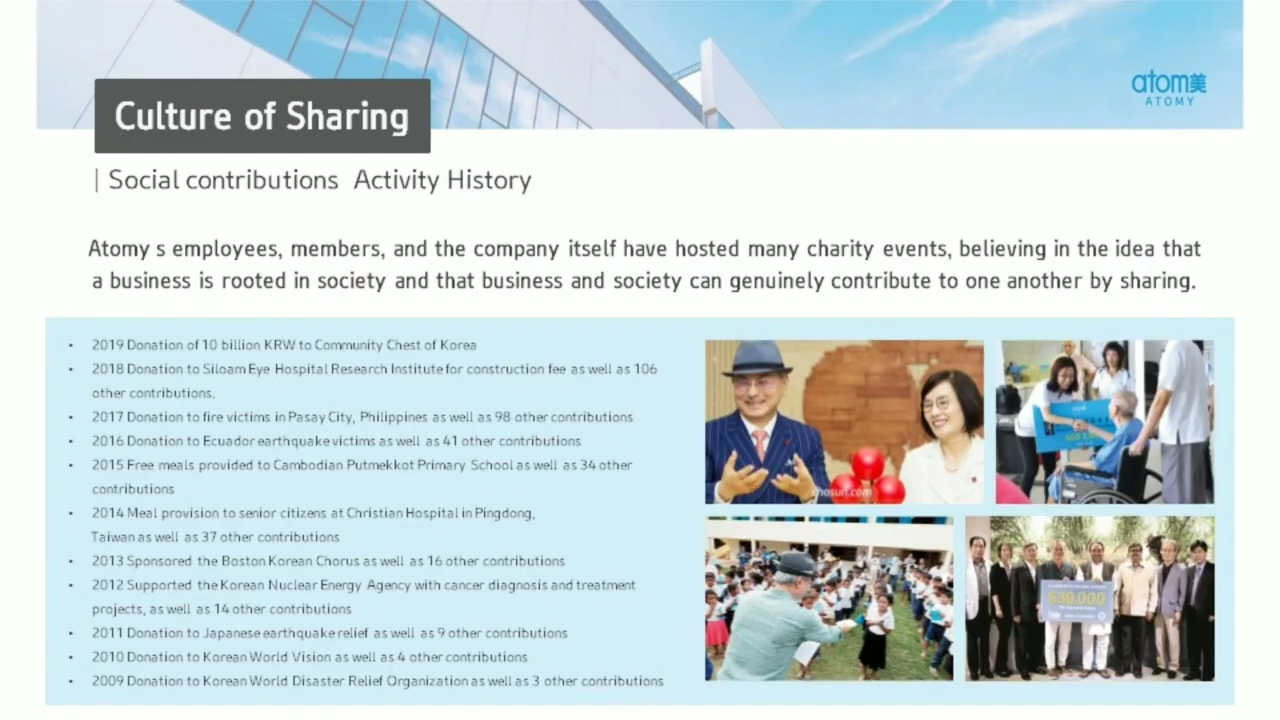 atom美
ATOMY
Culture of Sharing
Social contributions Activity History
Atomy s employees, members, and the company itself have hosted many charity events, believing in the idea that
a business is rooted in society and that business and society can genuinely contribute to one another by sharing.
• 2019 Donation of 10 billion KRW to Community Chest of Korea
• 2018 Donation to Siloam Eye Hospital Research Institute for construction fee as well as 106
other contributions.
• 2017 Donation to fire victims in Pasay City, Philippines as well as 98 other contributions
• 2016 Donation to Ecuador earthquake victims as well as 41 other contributions
• 2015 Free meals provided to Cambodian Putmekkot Primary School as well as 34 other
contributions
• 2014 Meal provision to senior citizens at Christian Hospital in Pingdong,
Taiwan as well as 37 other contributions
• 2013 Sponsored the Boston Korean Chorus as well as 16 other contributions
• 2012 Supported the Korean Nuclear Energy Agency with cancer diagnosis and treatment
projects, as well as 14 other contributions
• 2011 Donation to Japanese earthquake relief as well as 9 other contributions
• 2010 Donation to Korean World Vision as well as 4 other contributions
• 2009 Donation to Korean World Disaster Relief Organization as well as 3 other contributions
chosun.com
$30,000